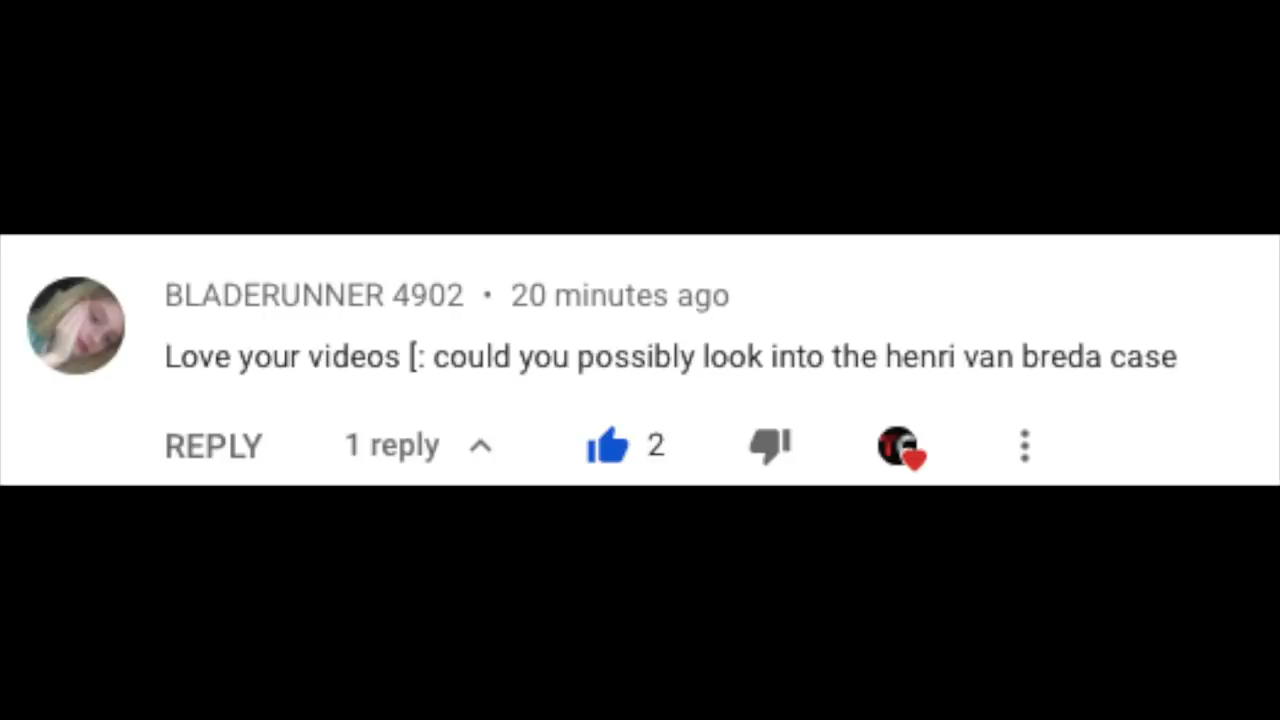 BLADERUNNER 4902 • 20 minutes ago
Love your videos [: could you possibly look into the henri van breda case
REPLY 1 reply 2